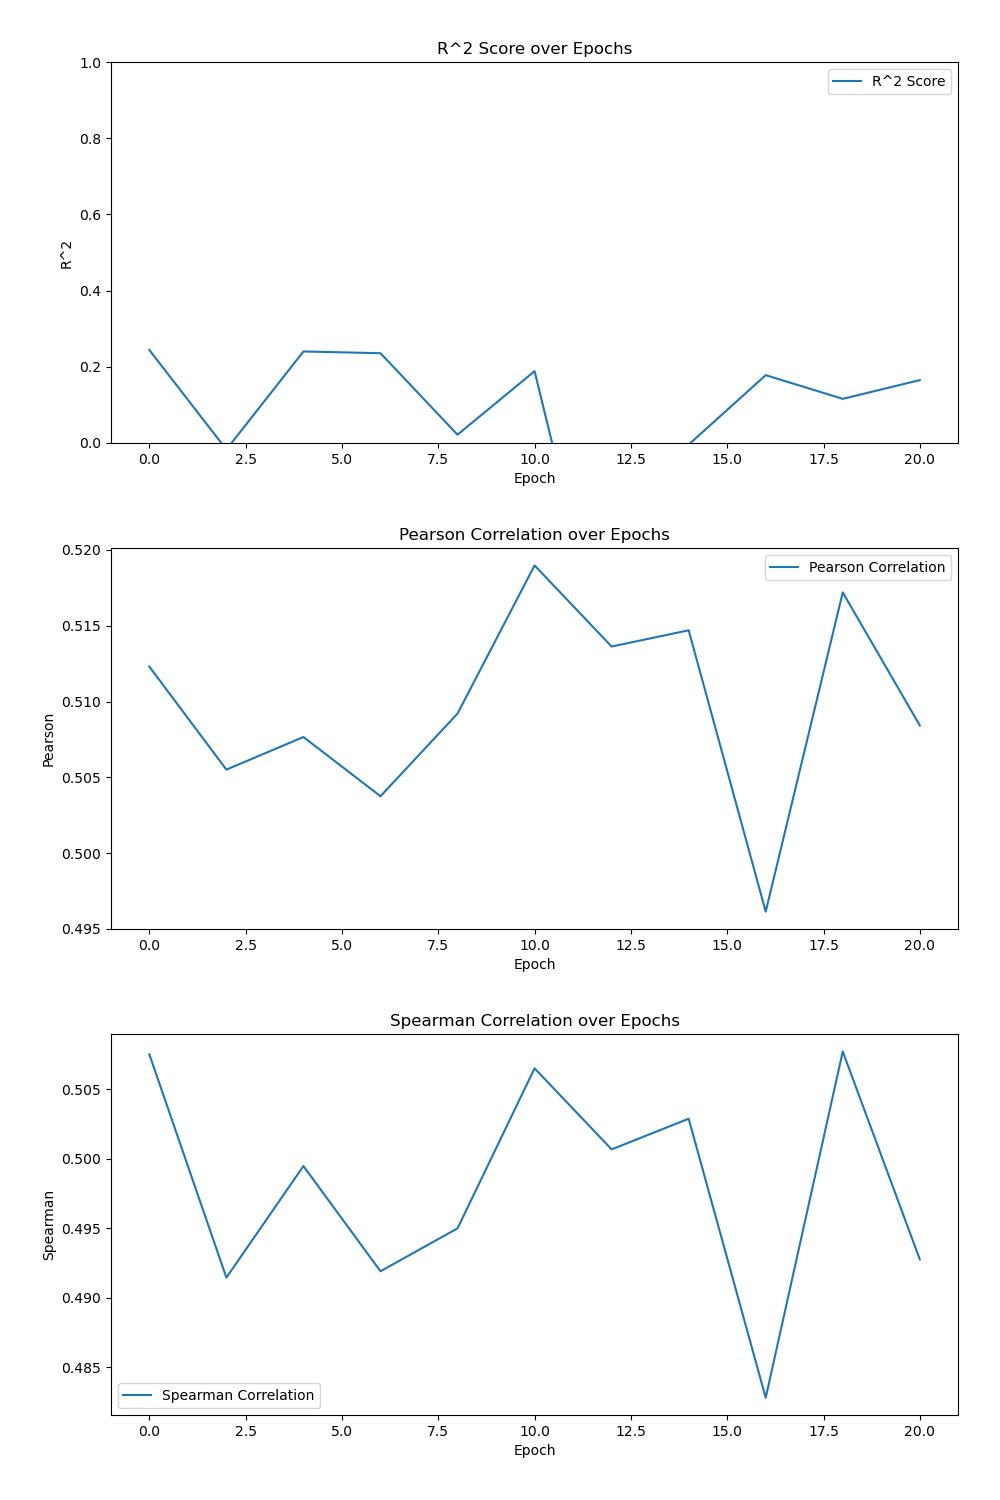 R^2 Score over Epochs
1.0
R^2 Score
0.8
0.6
R^2
0.4
0.2
0.0
0.0 2.5 5.0 7.5 10.0 12.5 15.0 17.5 20.0
Epoch
Pearson Correlation over Epochs
0.520
Pearson Correlation
0.515
0.510
Pearson
0.505
0.500
0.495
0.0 2.5 5.0 7.5 10.0 12.5 15.0 17.5 20.0
Epoch
Spearman Correlation over Epochs
0.505
0.500
0.495
Spearman
0.490
0.485
Spearman Correlation
0.0 2.5 5.0 7.5 10.0 12.5 15.0 17.5 20.0
Epoch